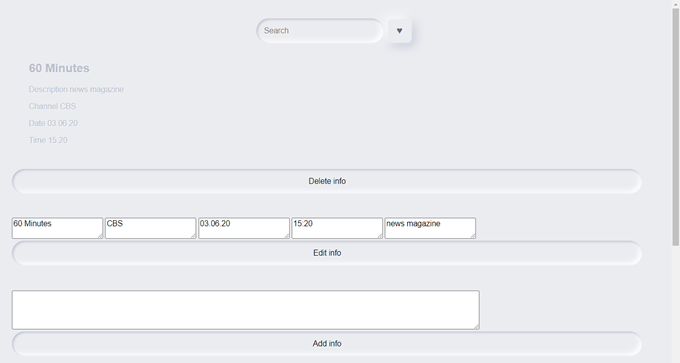 Search ♥
60 Minutes
Description news magazine
Channel CBS
Date 03.06.20
Time 15:20
Delete info
60 Minutes CBS 03.06.20 15:20 news magazine
Edit info
Add info